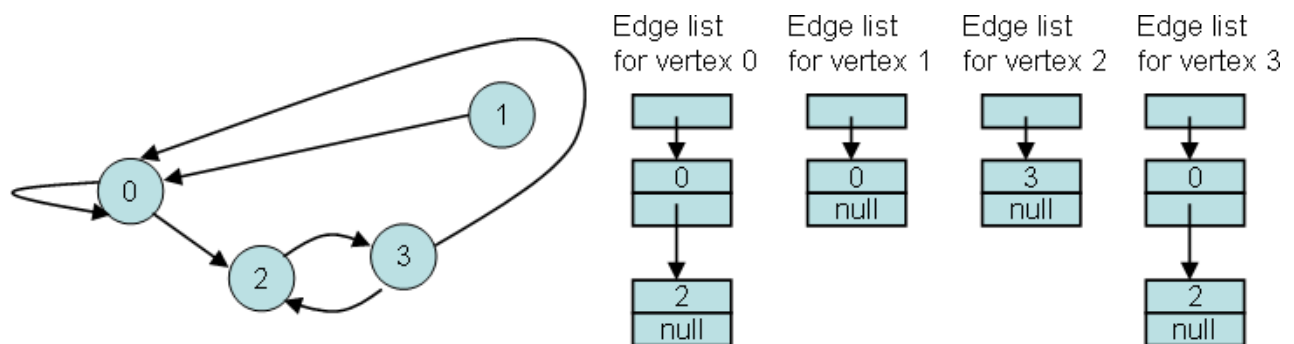 1
0
2
3
Edge list
for vertex 0
0
2
null
Edge list
for vertex 1
0
null
Edge list
for vertex 2
3
null
Edge list
for vertex 3
0
2
null